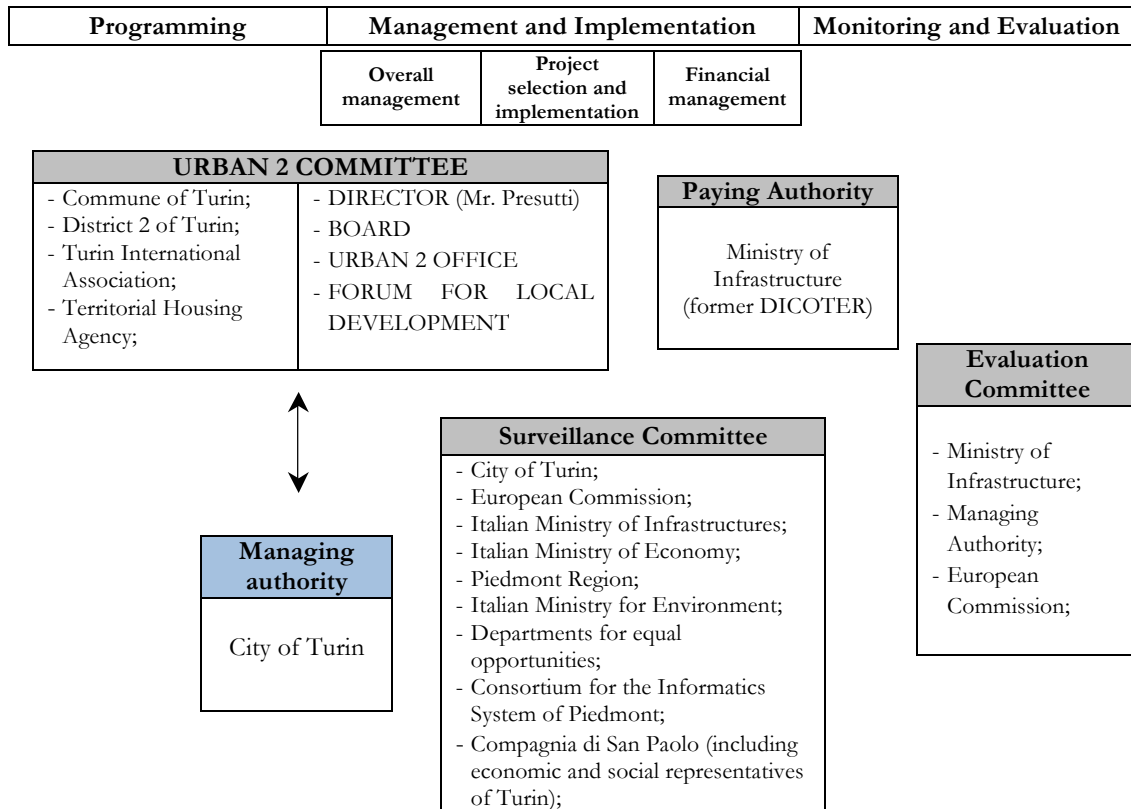 Programming
Management and Implementation
Monitoring and Evaluation
Overall
management
Project
selection and
implementation
Financial
management
URBAN 2 COMMITTEE
- Commune of Turin;
- District 2 of Turin;
- Turin International
Association;
- Territorial Housing
Agency;
- DIRECTOR (Mr. Presutti)
- BOARD
- URBAN 2 OFFICE
- FORUM FOR LOCAL
DEVELOPMENT
Paying Authority
Ministry of
Infrastructure
(former DICOTER)
Evaluation
Committee
- Ministry of
Infrastructure;
- Managing
Authority;
- European
Commission;
Surveillance Committee
- City of Turin;
- European Commission;
- Italian Ministry of Infrastructures;
- Italian Ministry of Economy;
- Piedmont Region;
- Italian Ministry for Environment;
- Departments for equal
opportunities;
- Consortium for the Informatics
System of Piedmont;
- Compagnia di San Paolo (including
economic and social representatives
of Turin);
Managing
authority
City of Turin